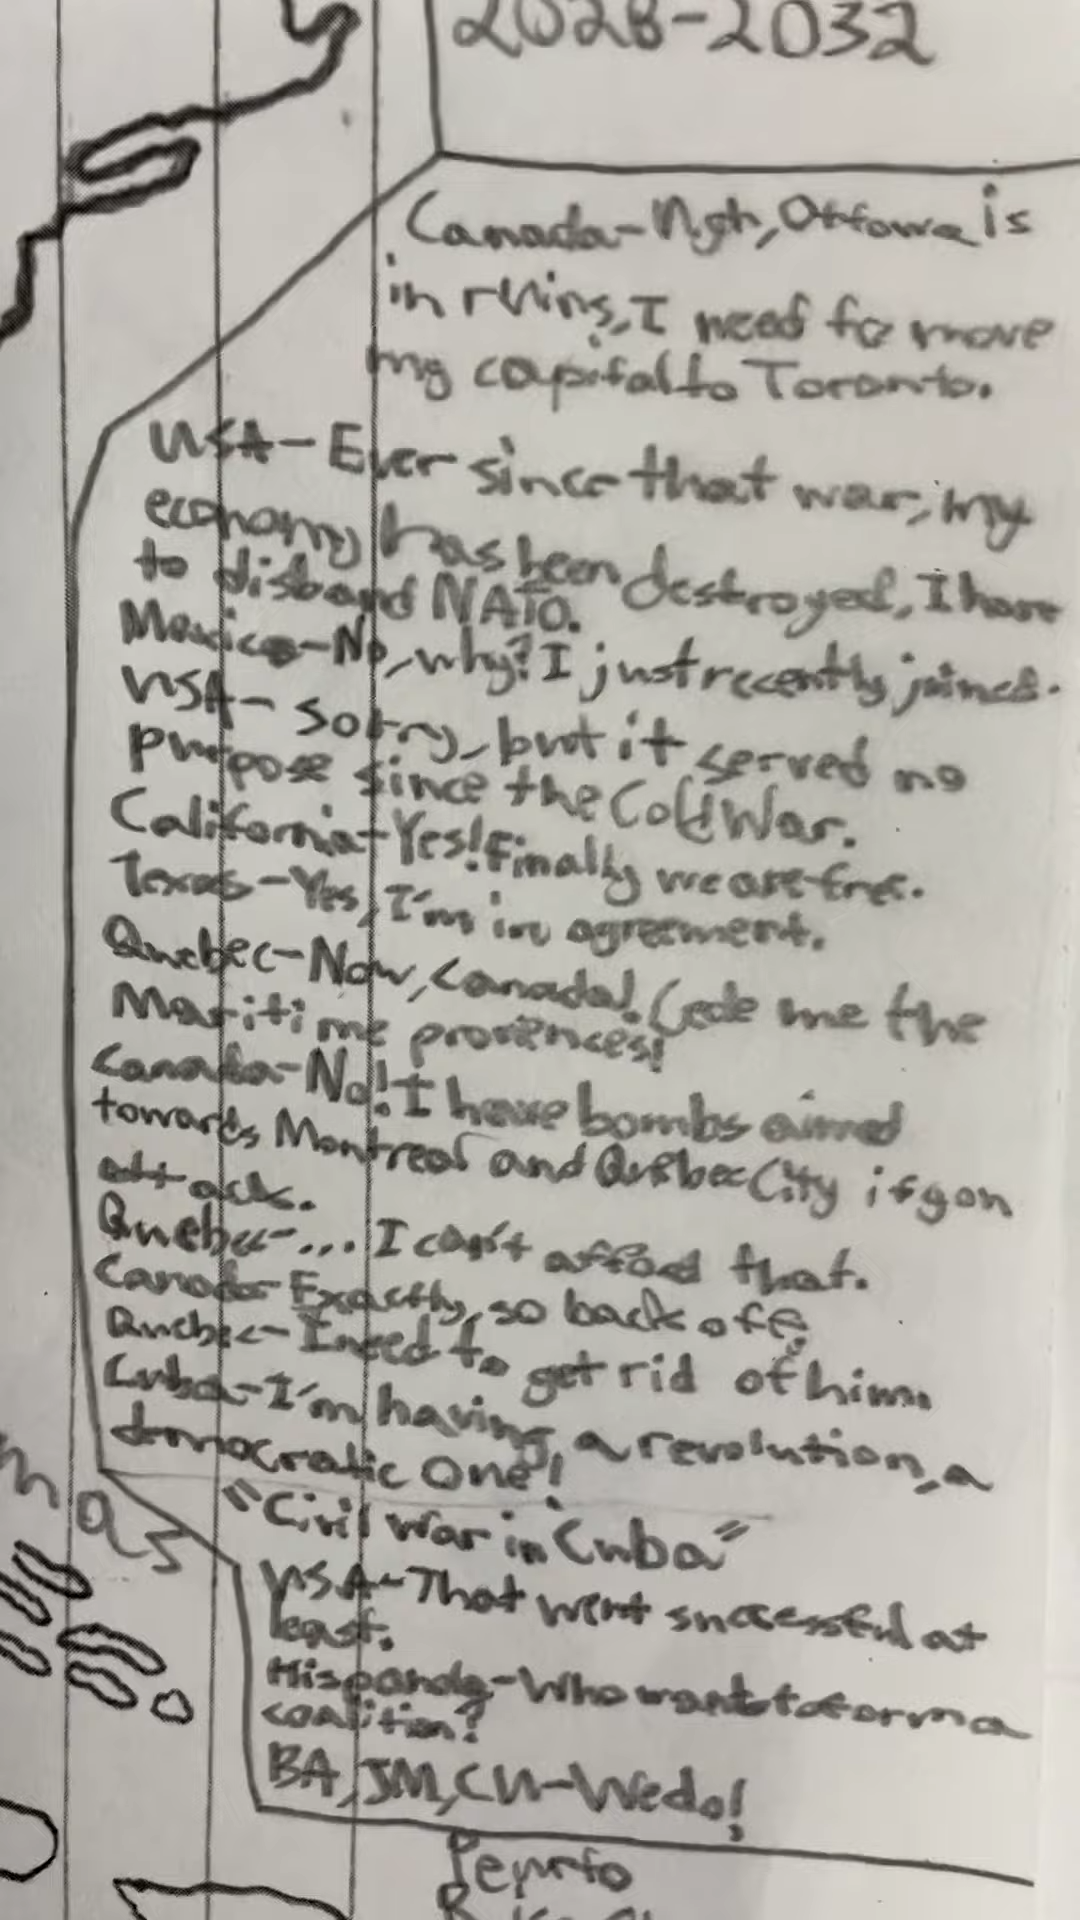 2028-2032
Canada-Ngh, Ottowa is
in ruins, I need to move
my capital to Toronto.
USA-Ever since that war, my
economy has been destroyed, I have
to disband NATO.
Mexico-No, why? I just recently joined.
USA-Sorry, but it served no
purpose since the Cold War.
California-Yes! Finally we are free.
Texas-Yes, I'm in agreement.
Quebec-Now, Canada! Cede me the
Maritime provences!
Canada-No! I have bombs aimed
towards Montreal and Quebec City if you
attack.
Quebec-... I can't afford that.
Canada-Exactly, so back off.
Quebec-I need to get rid of him.
Cuba-I'm having a revolution, a
democratic one!
"Civil War in Cuba"
USA-That went successful at
least.
Hispanola-Who wants to form a
coalition?
BA, JM, CU-We do!
mas